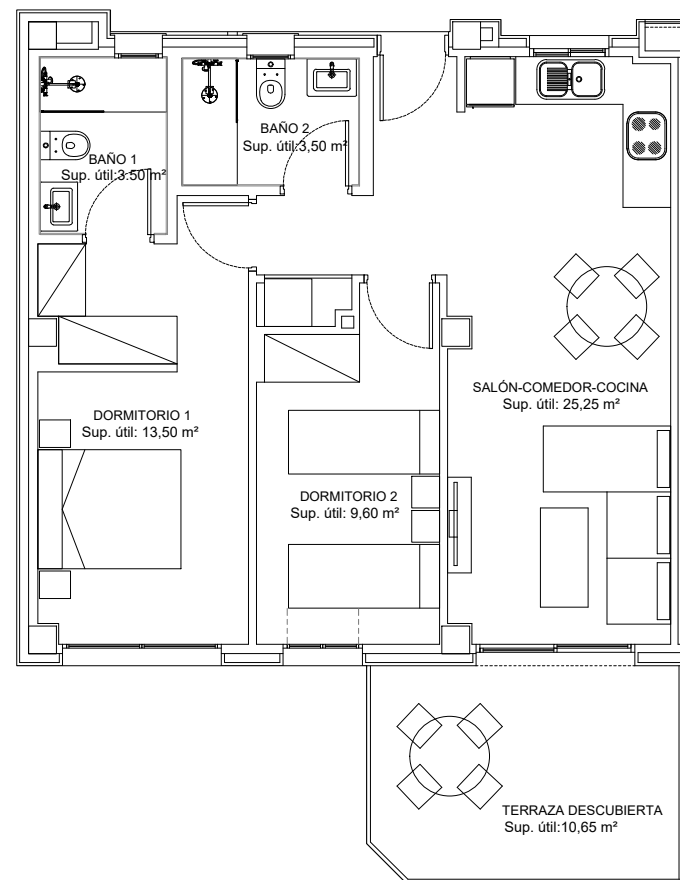 BAÑO 1
Sup. útil:3.50 m²
BAÑO 2
Sup. útil:3,50 m²
SALÓN-COMEDOR-COCINA
Sup. útil: 25,25 m²
DORMITORIO 1
Sup. útil: 13,50 m²
DORMITORIO 2
Sup. útil: 9,60 m²
TERRAZA DESCUBIERTA
Sup. útil:10,65 m²